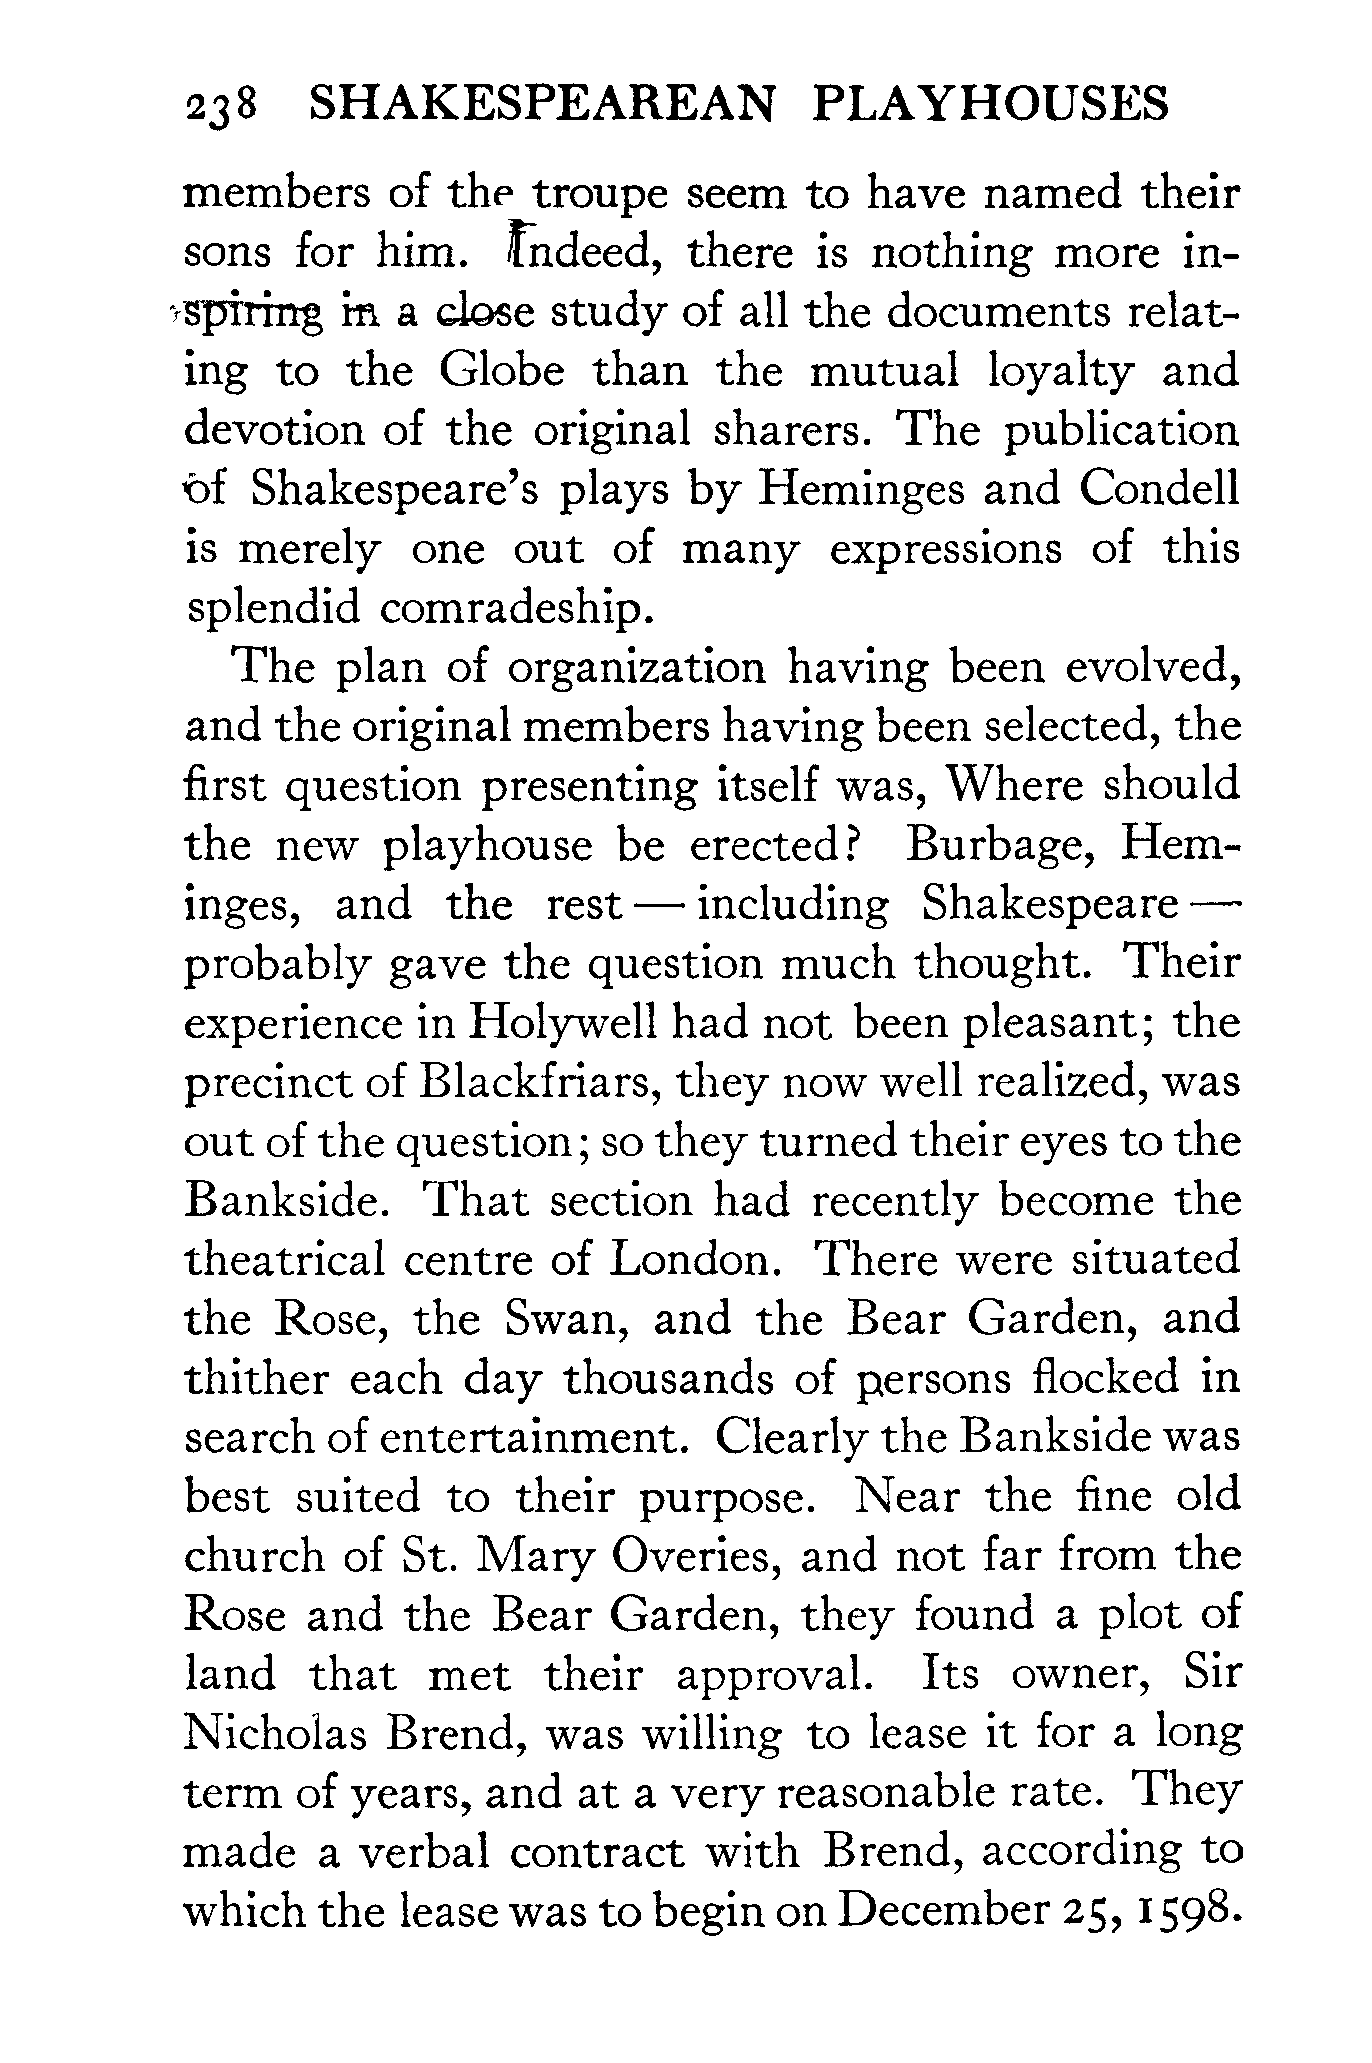 238 SHAKESPEAREAN PLAYHOUSES
members of the troupe seem to have named their
sons for him. Indeed, there is nothing more in-
spiring in a close study of all the documents relat-
ing to the Globe than the mutual loyalty and
devotion of the original sharers. The publication
of Shakespeare's plays by Heminges and Condell
is merely one out of many expressions of this
splendid comradeship.
The plan of organization having been evolved,
and the original members having been selected, the
first question presenting itself was, Where should
the new playhouse be erected? Burbage, Hem-
inges, and the rest — including Shakespeare —
probably gave the question much thought. Their
experience in Holywell had not been pleasant; the
precinct of Blackfriars, they now well realized, was
out of the question; so they turned their eyes to the
Bankside. That section had recently become the
theatrical centre of London. There were situated
the Rose, the Swan, and the Bear Garden, and
thither each day thousands of persons flocked in
search of entertainment. Clearly the Bankside was
best suited to their purpose. Near the fine old
church of St. Mary Overies, and not far from the
Rose and the Bear Garden, they found a plot of
land that met their approval. Its owner, Sir
Nicholas Brend, was willing to lease it for a long
term of years, and at a very reasonable rate. They
made a verbal contract with Brend, according to
which the lease was to begin on December 25, 1598.